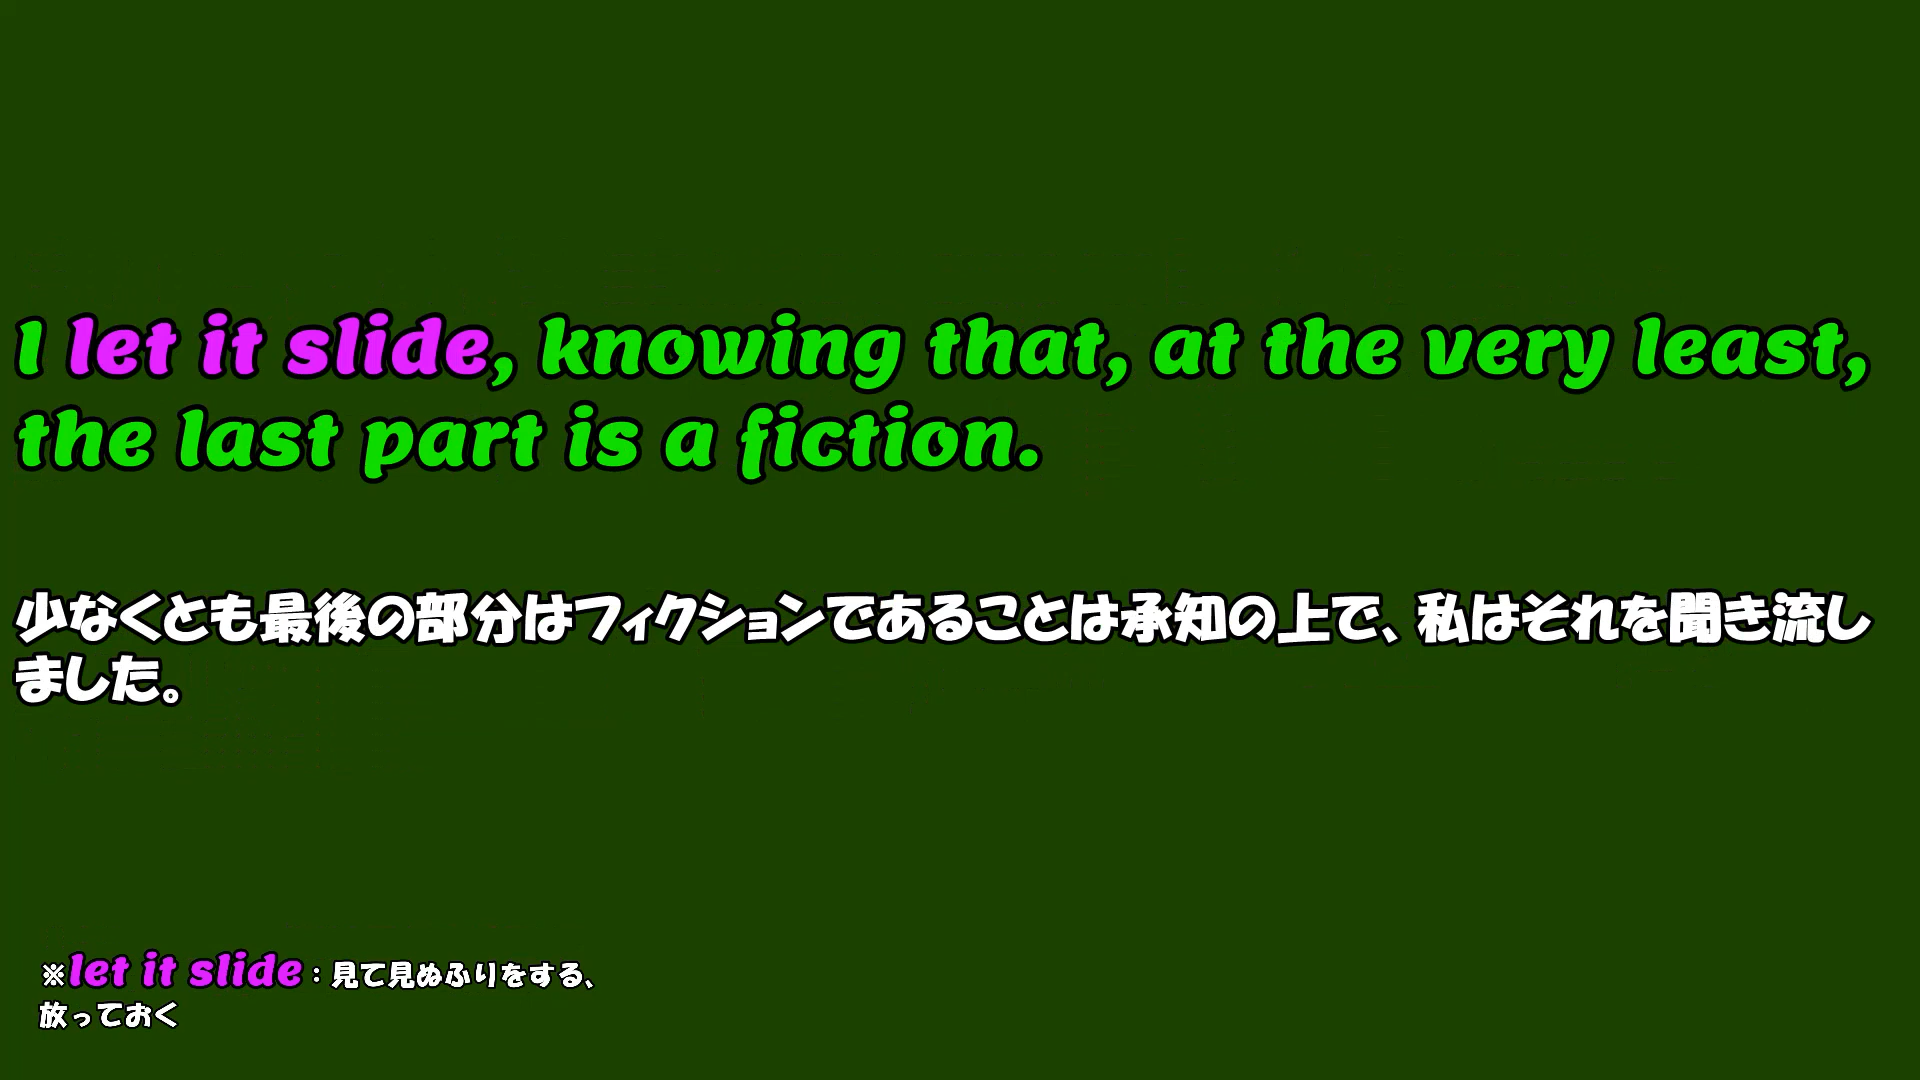 I let it slide, knowing that, at the very least,
the last part is a fiction.
少なくとも最後の部分はフィクションであることは承知の上で、私はそれを聞き流し
ました。
※let it slide：見て見ぬふりをする、
放っておく